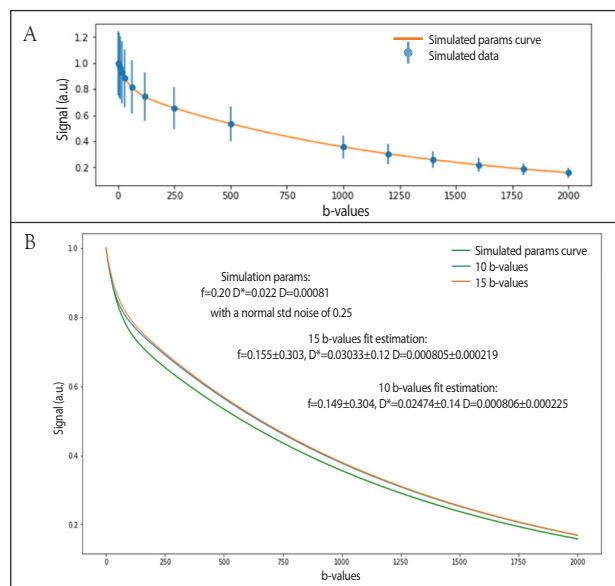 A
Simulated params curve
Simulated data
Signal (a.u.)
1.2
1.0
0.8
0.6
0.4
0.2
0
250
500
750
1000
1250
1500
1750
2000
b-values
B
Simulated params curve
10 b-values
15 b-values
Simulation params:
f=0.20 D*=0.022 D=0.00081
with a normal std noise of 0.25
15 b-values fit estimation:
f=0.155±0.303, D*=0.03033±0.12 D=0.000805±0.000219
10 b-values fit estimation:
f=0.149±0.304, D*=0.02474±0.14 D=0.000806±0.000225
Signal (a.u.)
1.0
0.8
0.6
0.4
0.2
0
250
500
750
1000
1250
1500
1750
2000
b-values